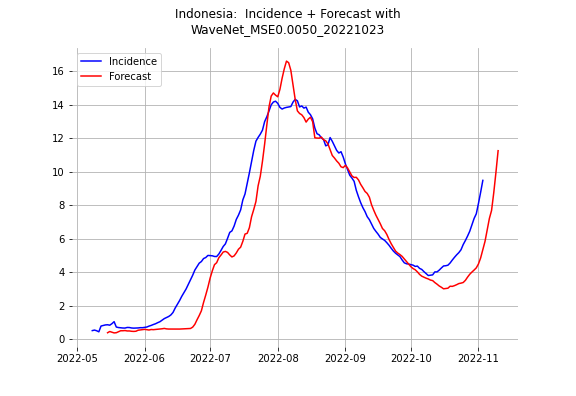 Indonesia:  Incidence + Forecast with
WaveNet_MSE0.0050_20221023
Incidence
Forecast
16
14
12
10
8
6
4
2
0
2022-05 2022-06 2022-07 2022-08 2022-09 2022-10 2022-11